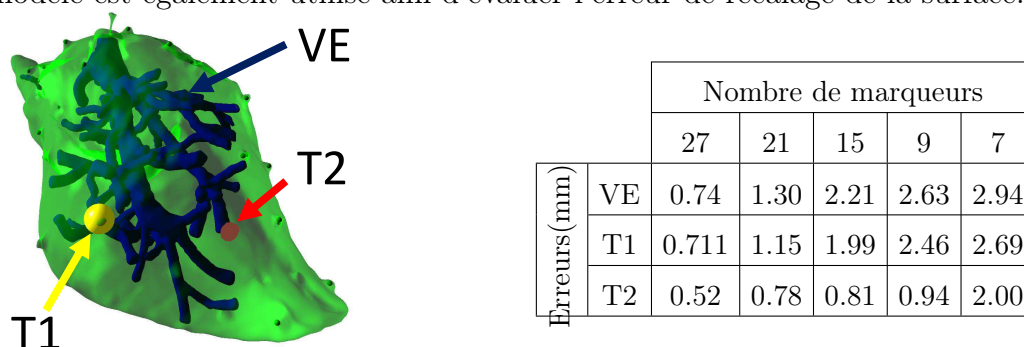 modèle est également utilisé afin d'évaluer l'erreur de recalage de la surface.
VE
T2
T1
Nombre de marqueurs
27 21 15 9 7
Erreurs(mm)
VE 0.74 1.30 2.21 2.63 2.94
T1 0.711 1.15 1.99 2.46 2.69
T2 0.52 0.78 0.81 0.94 2.00